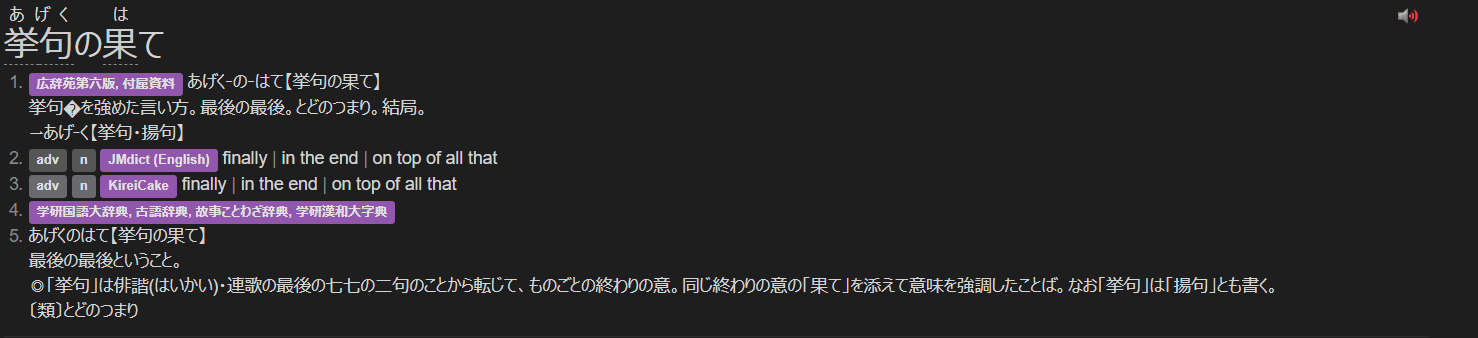 あげく は
挙句の果て
1. 広辞苑第六版, 付属資料 あげく-の-はて【挙句の果て】
挙句�を強めた言い方。最後の最後。とどのつまり。結局。
→あげ-く【挙句・揚句】
2. adv n JMdict (English) finally | in the end | on top of all that
3. adv n KireiCake finally | in the end | on top of all that
4. 学研国語大辞典, 古語辞典, 故事ことわざ辞典, 学研漢和大字典
5. あげくのはて【挙句の果て】
最後の最後ということ。
◎「挙句」は俳諧(はいかい)・連歌の最後の七七の二句のことから転じて、ものごとの終わりの意。同じ終わりの意の「果て」を添えて意味を強調したことば。なお「挙句」は「揚句」とも書く。
〔類〕とどのつまり